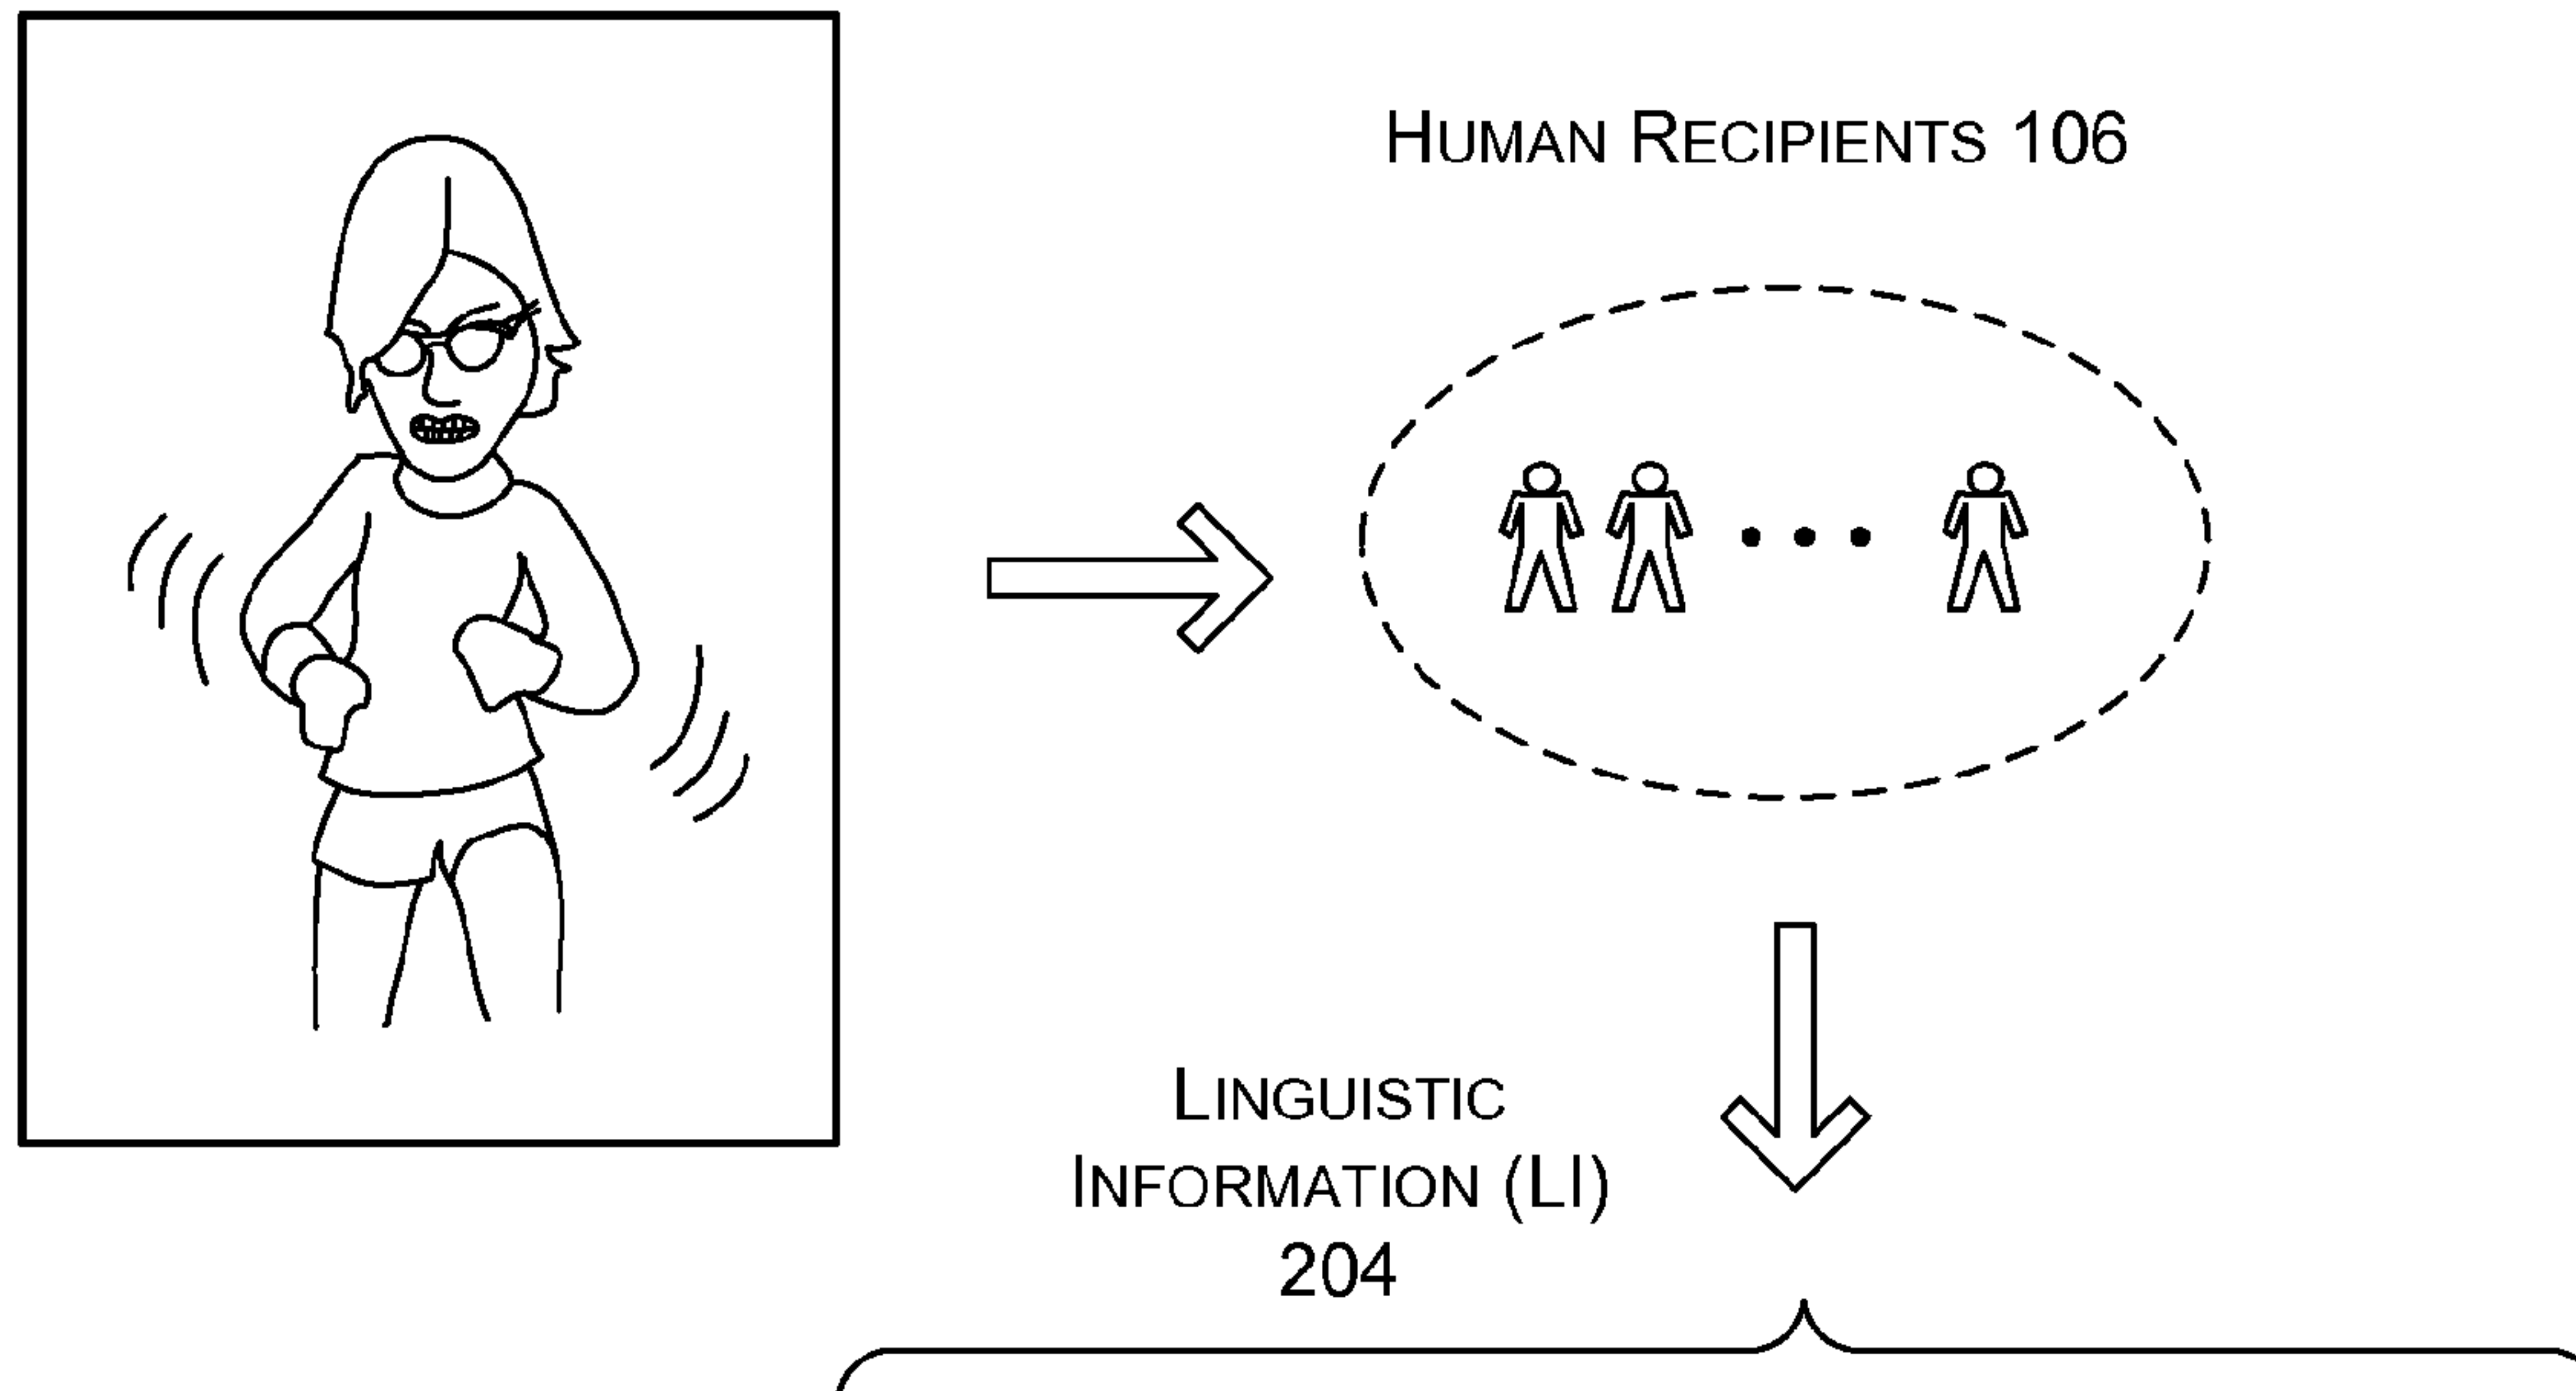 HUMAN RECIPIENTS 106
LINGUISTIC
INFORMATION (LI)
204